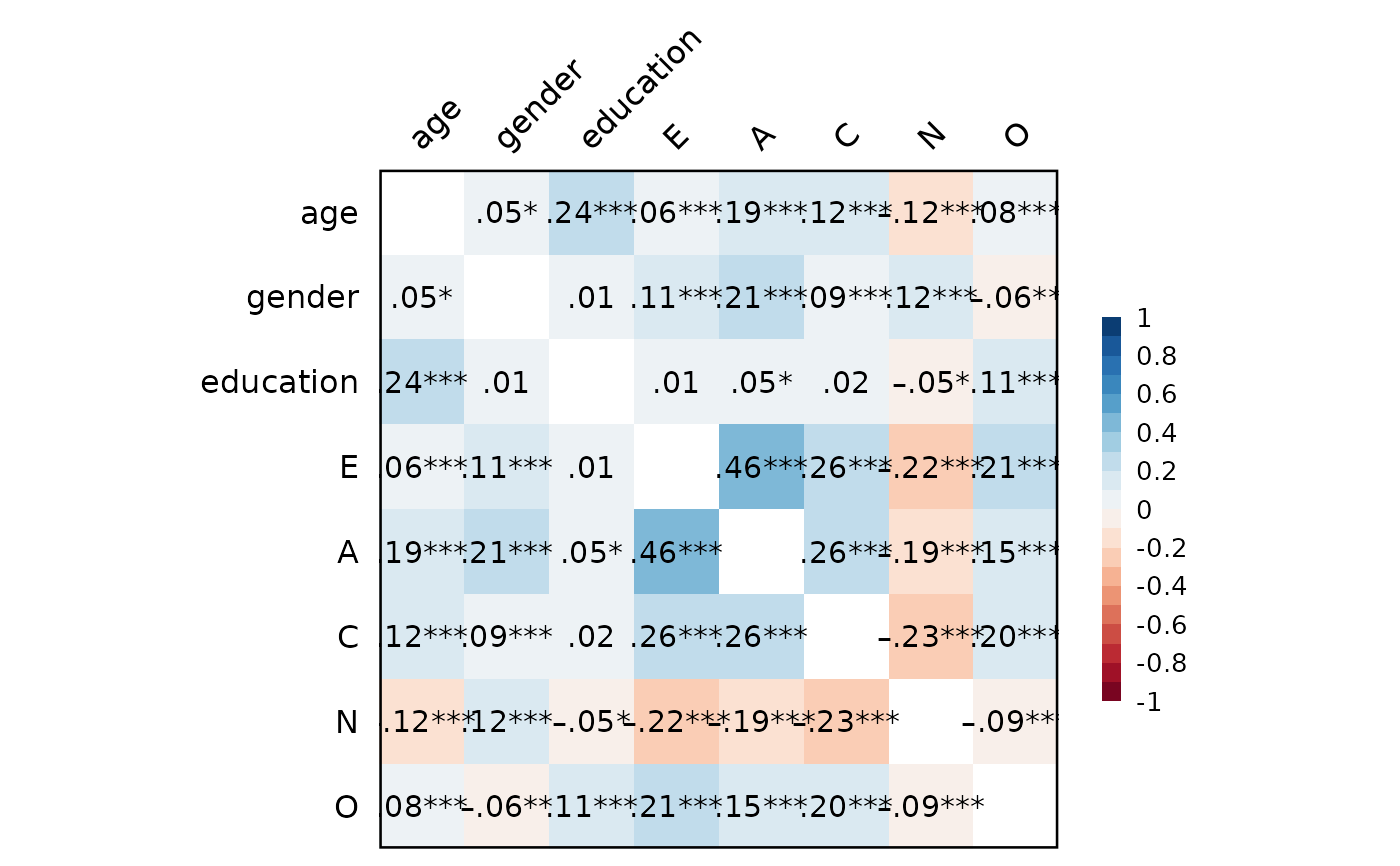 age gender education E A C N O
age .05* .24*** .06*** .19*** .12*** –.12*** .08***
gender .05* .01 .11*** .21*** .09*** .12*** –.06**
education .24*** .01 .01 .05* .02 –.05* .11***
E .06*** .11*** .01 .46*** .26*** –.22*** .21***
A .19*** .21*** .05* .46*** .26*** –.19*** .15***
C .12*** .09*** .02 .26*** .26*** –.23*** .20***
N –.12*** .12*** –.05* –.22*** –.19*** –.23*** –.09***
O .08*** –.06** .11*** .21*** .15*** .20*** –.09***
1
0.8
0.6
0.4
0.2
0
-0.2
-0.4
-0.6
-0.8
-1